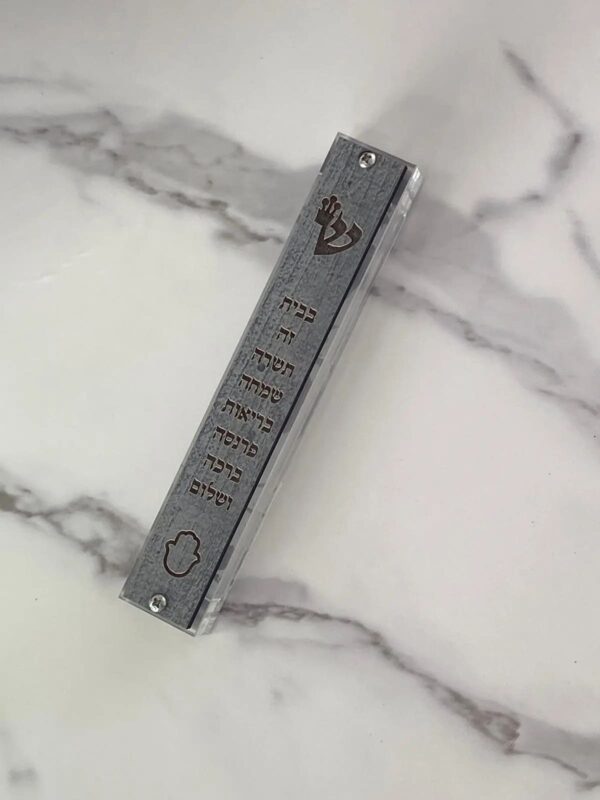 ש
בבית
זה
תשרה
שמחה
בריאות
פרנסה
ברכה
ושלום